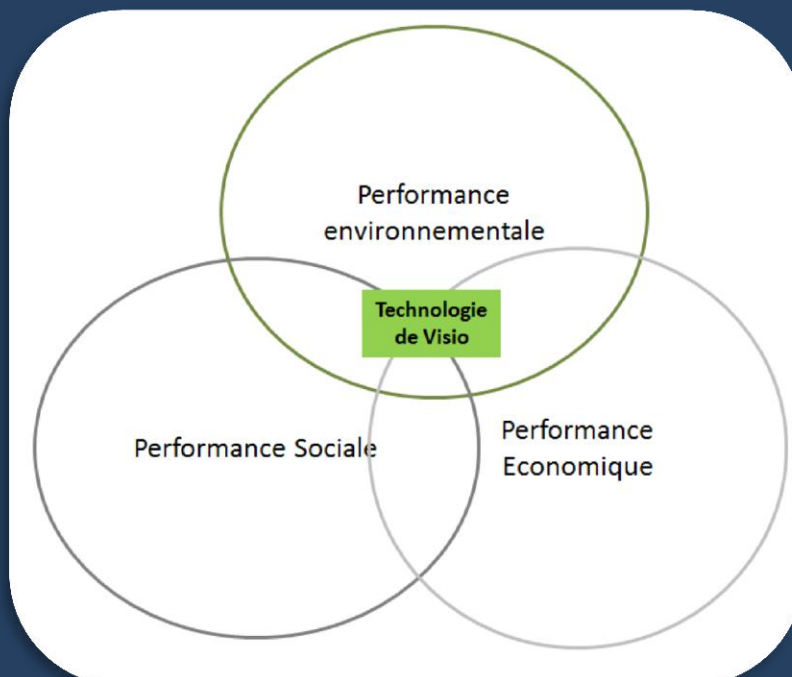 Performance
environnementale
Technologie
de Visio
Performance Sociale
Performance
Economique